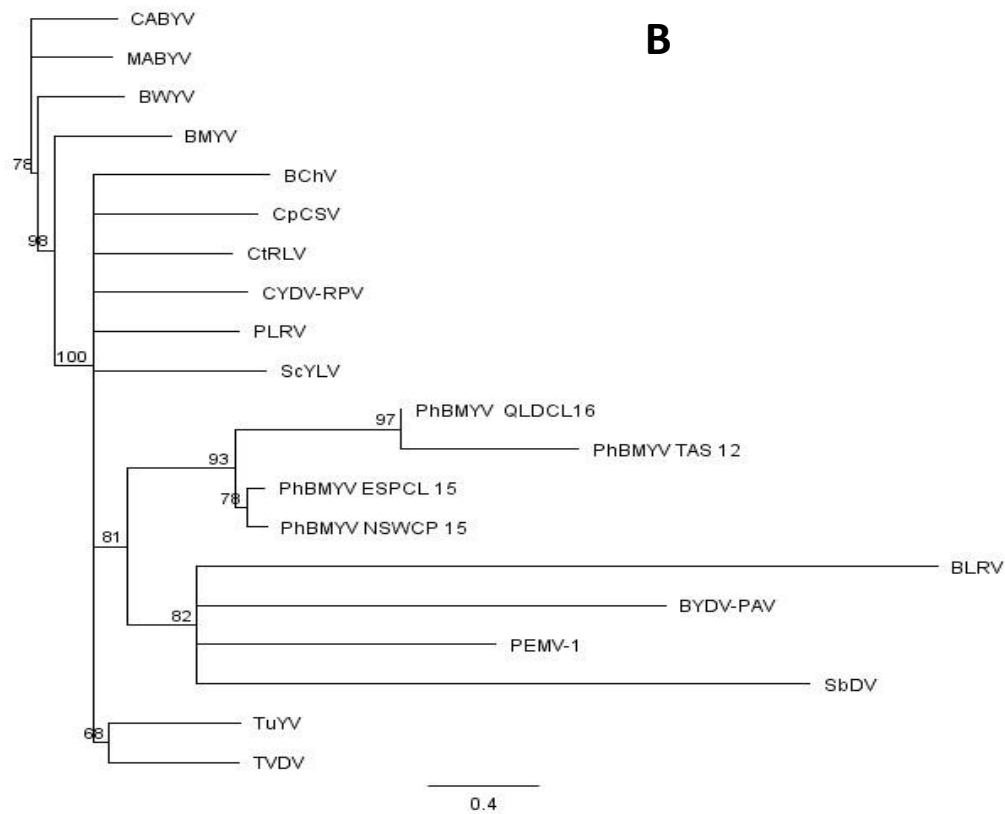 CABYV
B
MABYV
BWYV
BMYV
78
BChV
CpCSV
98
CtRLV
CYDV-RPV
PLRV
100
ScYLV
PhBMYV QLDCL16
97
PhBMYV TAS 12
93
PhBMYV ESPCL 15
78
PhBMYV NSWCP 15
81
BLRV
BYDV-PAV
82
PEMV-1
SbDV
TuYV
68
TVDV
0.4